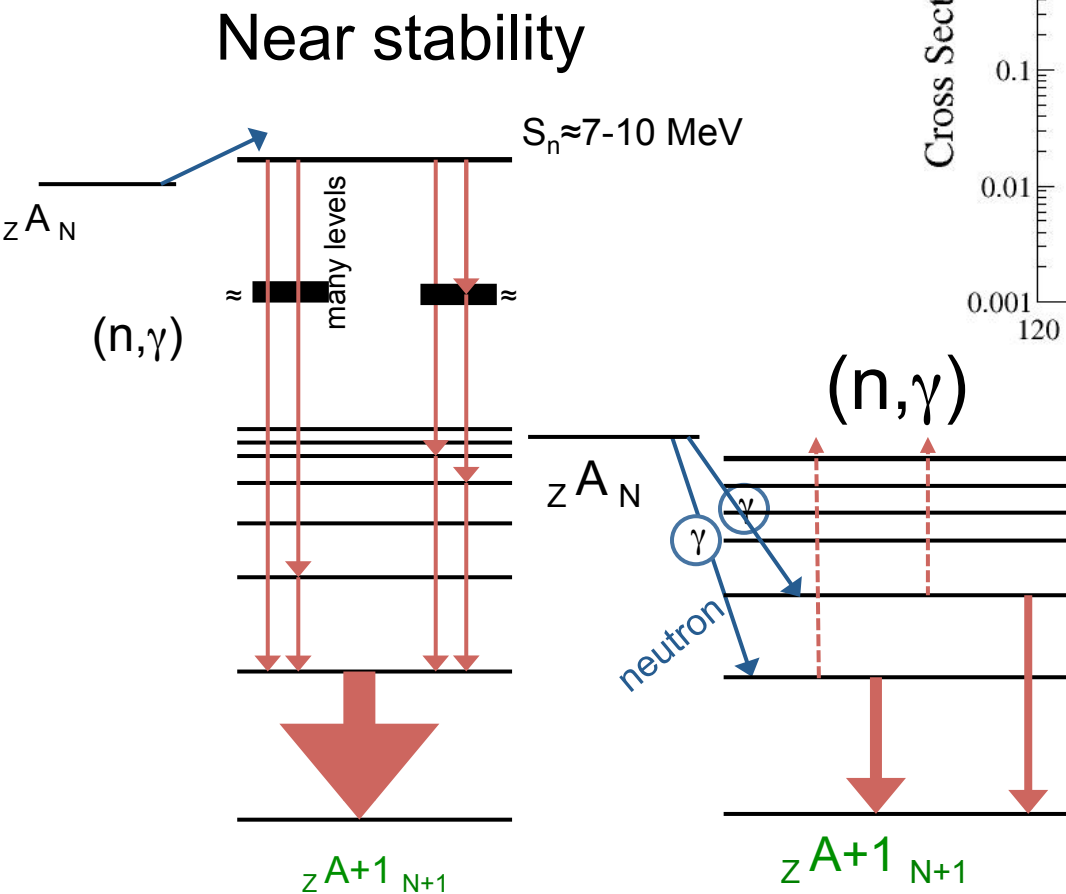 Near stability
Sn≈7-10 MeV
Z A N
many levels
≈
≈
(n,γ)
Cross Sect
0.1
0.01
0.001
120
(n,γ)
Z A N
γ
γ
neutron
Z A+1 N+1
Z A+1 N+1